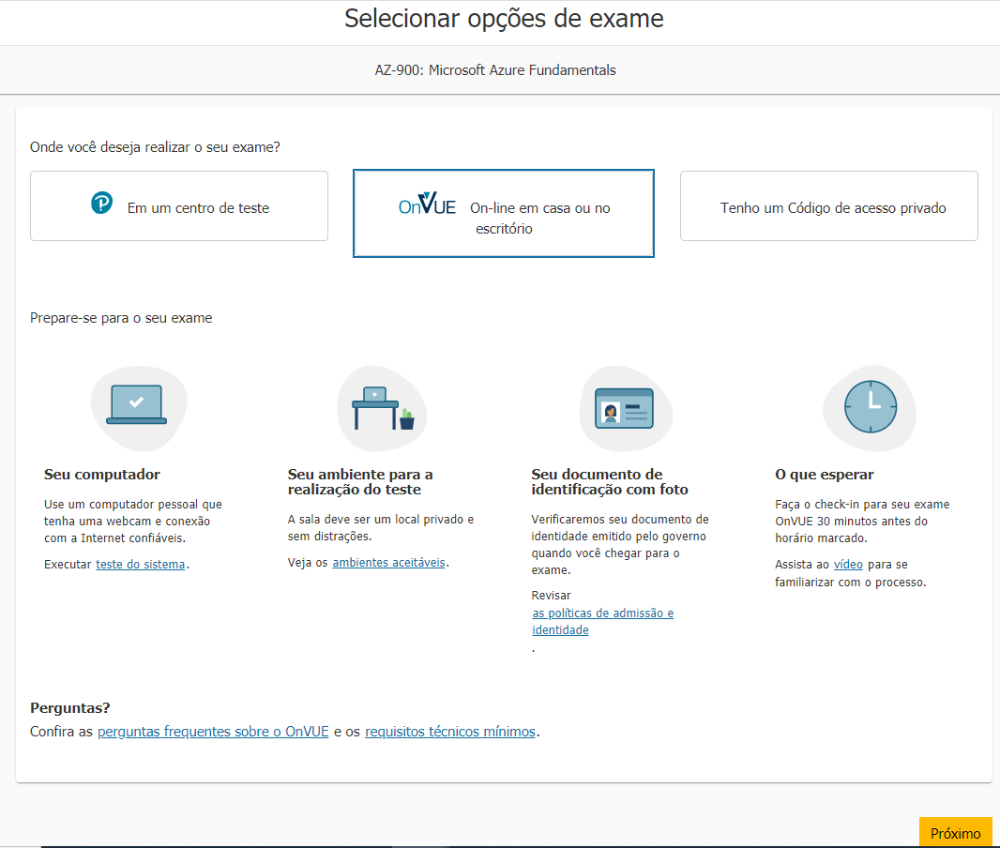 Selecionar opções de exame
AZ-900: Microsoft Azure Fundamentals
Onde você deseja realizar o seu exame?
Em um centro de teste
OnVUE On-line em casa ou no
escritório
Tenho um Código de acesso privado
Prepare-se para o seu exame
Seu computador
Use um computador pessoal que
tenha uma webcam e conexão
com a Internet confiáveis.
Executar teste do sistema.
Seu ambiente para a
realização do teste
A sala deve ser um local privado e
sem distrações.
Veja os ambientes aceitáveis.
Seu documento de
identificação com foto
Verificaremos seu documento de
identidade emitido pelo governo
quando você chegar para o
exame.
Revisar
as políticas de admissão e
identidade
.
O que esperar
Faça o check-in para seu exame
OnVUE 30 minutos antes do
horário marcado.
Assista ao vídeo para se
familiarizar com o processo.
Perguntas?
Confira as perguntas frequentes sobre o OnVUE e os requisitos técnicos mínimos.
Próximo